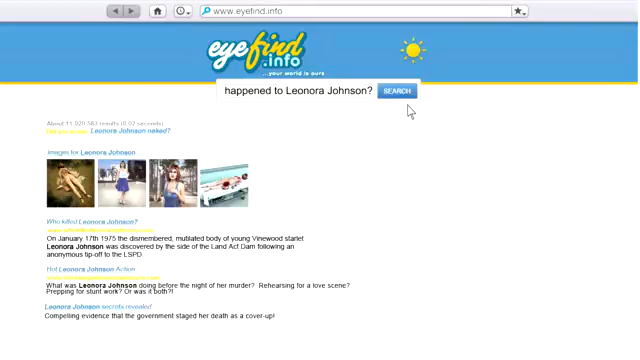 www.eyefind.info
eyefind
.info
...your world is ours
happened to Leonora Johnson? SEARCH
Leonora Johnson naked?
Images for Leonora Johnson
Who killed Leonora Johnson?
On January 17th 1975 the dismembered, mutilated body of young Vinewood starlet
Leonora Johnson was discovered by the side of the Land Act Dam following an
anonymous tip-off to the LSPD.
Hot Leonora Johnson Action
What was Leonora Johnson doing before the night of her murder? Rehearsing for a love scene?
Prepping for stunt work? Or was it both?!
Leonora Johnson secrets revealed!
Compelling evidence that the government staged her death as a cover-up!